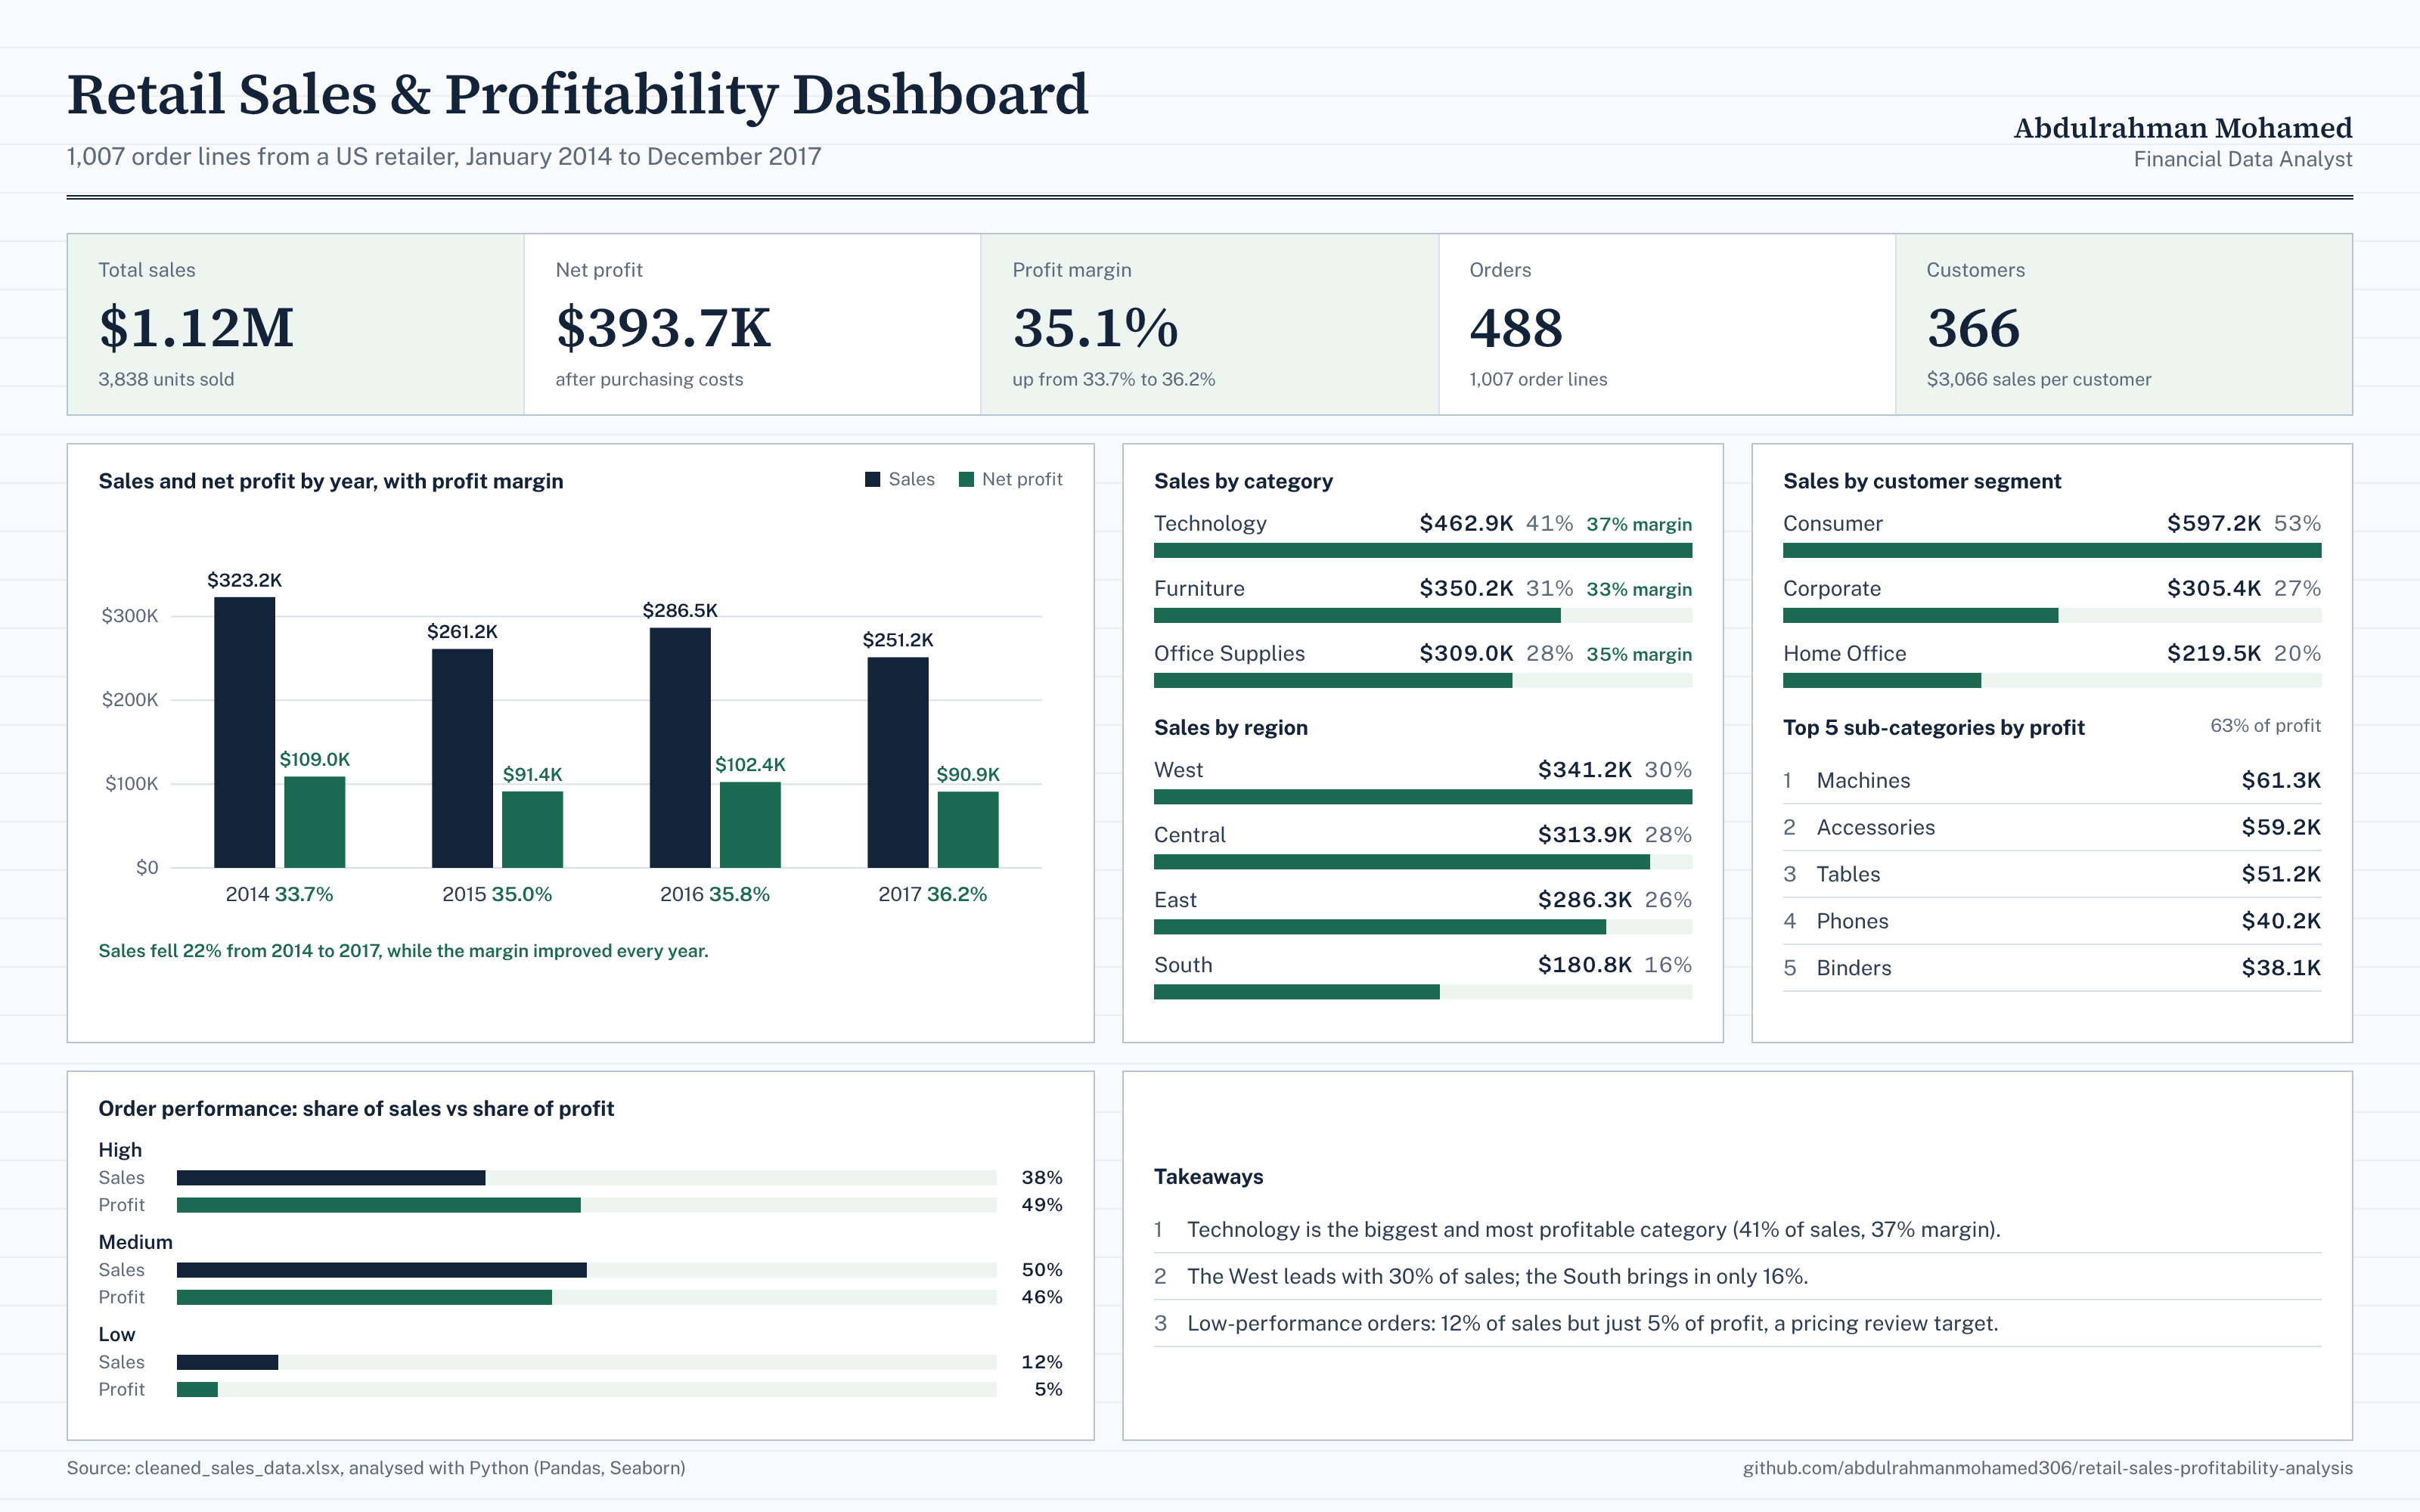 Retail Sales & Profitability Dashboard
1,007 order lines from a US retailer, January 2014 to December 2017
Abdulrahman Mohamed
Financial Data Analyst
Total sales
$1.12M
3,838 units sold
Net profit
$393.7K
after purchasing costs
Profit margin
35.1%
up from 33.7% to 36.2%
Orders
488
1,007 order lines
Customers
366
$3,066 sales per customer
Sales and net profit by year, with profit margin
Sales
Net profit
$300K
$200K
$100K
$0
$323.2K
$109.0K
$261.2K
$91.4K
$286.5K
$102.4K
$251.2K
$90.9K
2014 33.7%
2015 35.0%
2016 35.8%
2017 36.2%
Sales fell 22% from 2014 to 2017, while the margin improved every year.
Sales by category
Technology $462.9K 41% 37% margin
Furniture $350.2K 31% 33% margin
Office Supplies $309.0K 28% 35% margin
Sales by region
West $341.2K 30%
Central $313.9K 28%
East $286.3K 26%
South $180.8K 16%
Sales by customer segment
Consumer $597.2K 53%
Corporate $305.4K 27%
Home Office $219.5K 20%
Top 5 sub-categories by profit 63% of profit
1 Machines $61.3K
2 Accessories $59.2K
3 Tables $51.2K
4 Phones $40.2K
5 Binders $38.1K
Order performance: share of sales vs share of profit
High
Sales 38%
Profit 49%
Medium
Sales 50%
Profit 46%
Low
Sales 12%
Profit 5%
Takeaways
1 Technology is the biggest and most profitable category (41% of sales, 37% margin).
2 The West leads with 30% of sales; the South brings in only 16%.
3 Low-performance orders: 12% of sales but just 5% of profit, a pricing review target.
Source: cleaned_sales_data.xlsx, analysed with Python (Pandas, Seaborn)
github.com/abdulrahmanmohamed306/retail-sales-profitability-analysis